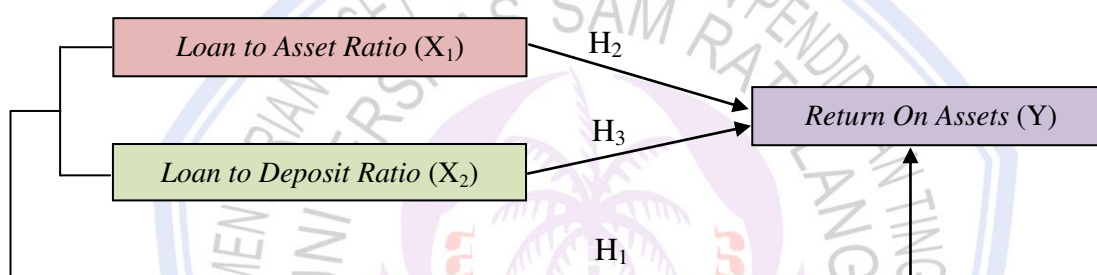 Loan to Asset Ratio (X₁)
H₂
Return On Assets (Y)
H₃
Loan to Deposit Ratio (X₂)
H₁